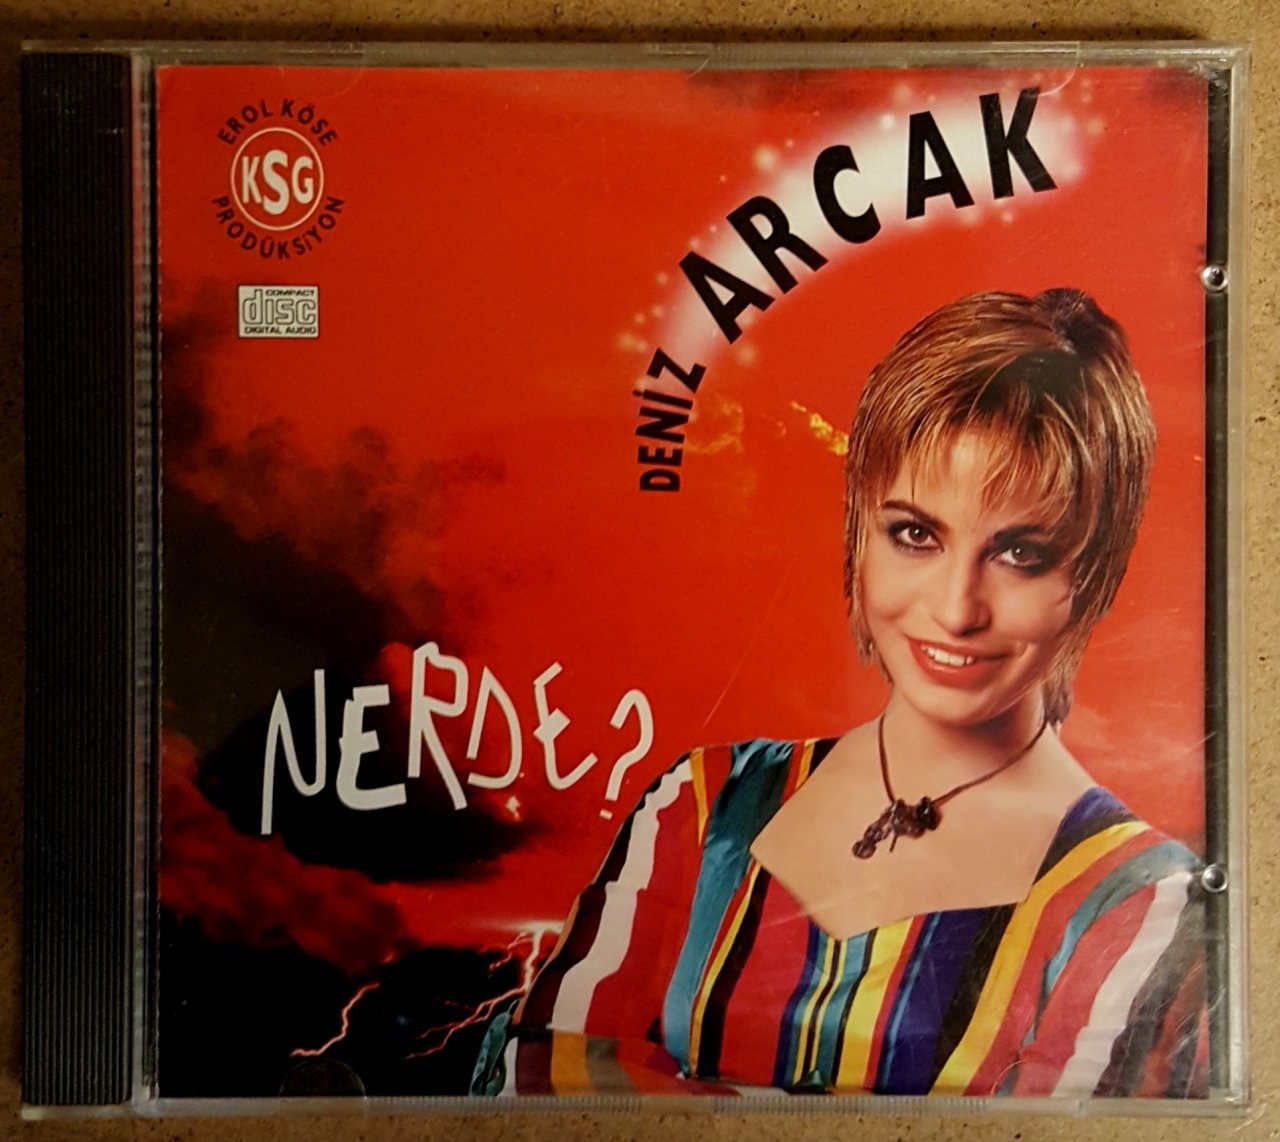 EROL KÖSE
KSG
PRODÜKSİYON
COMPACT
disc
DIGITAL AUDIO
DENİZ ARCAK
NERDE?